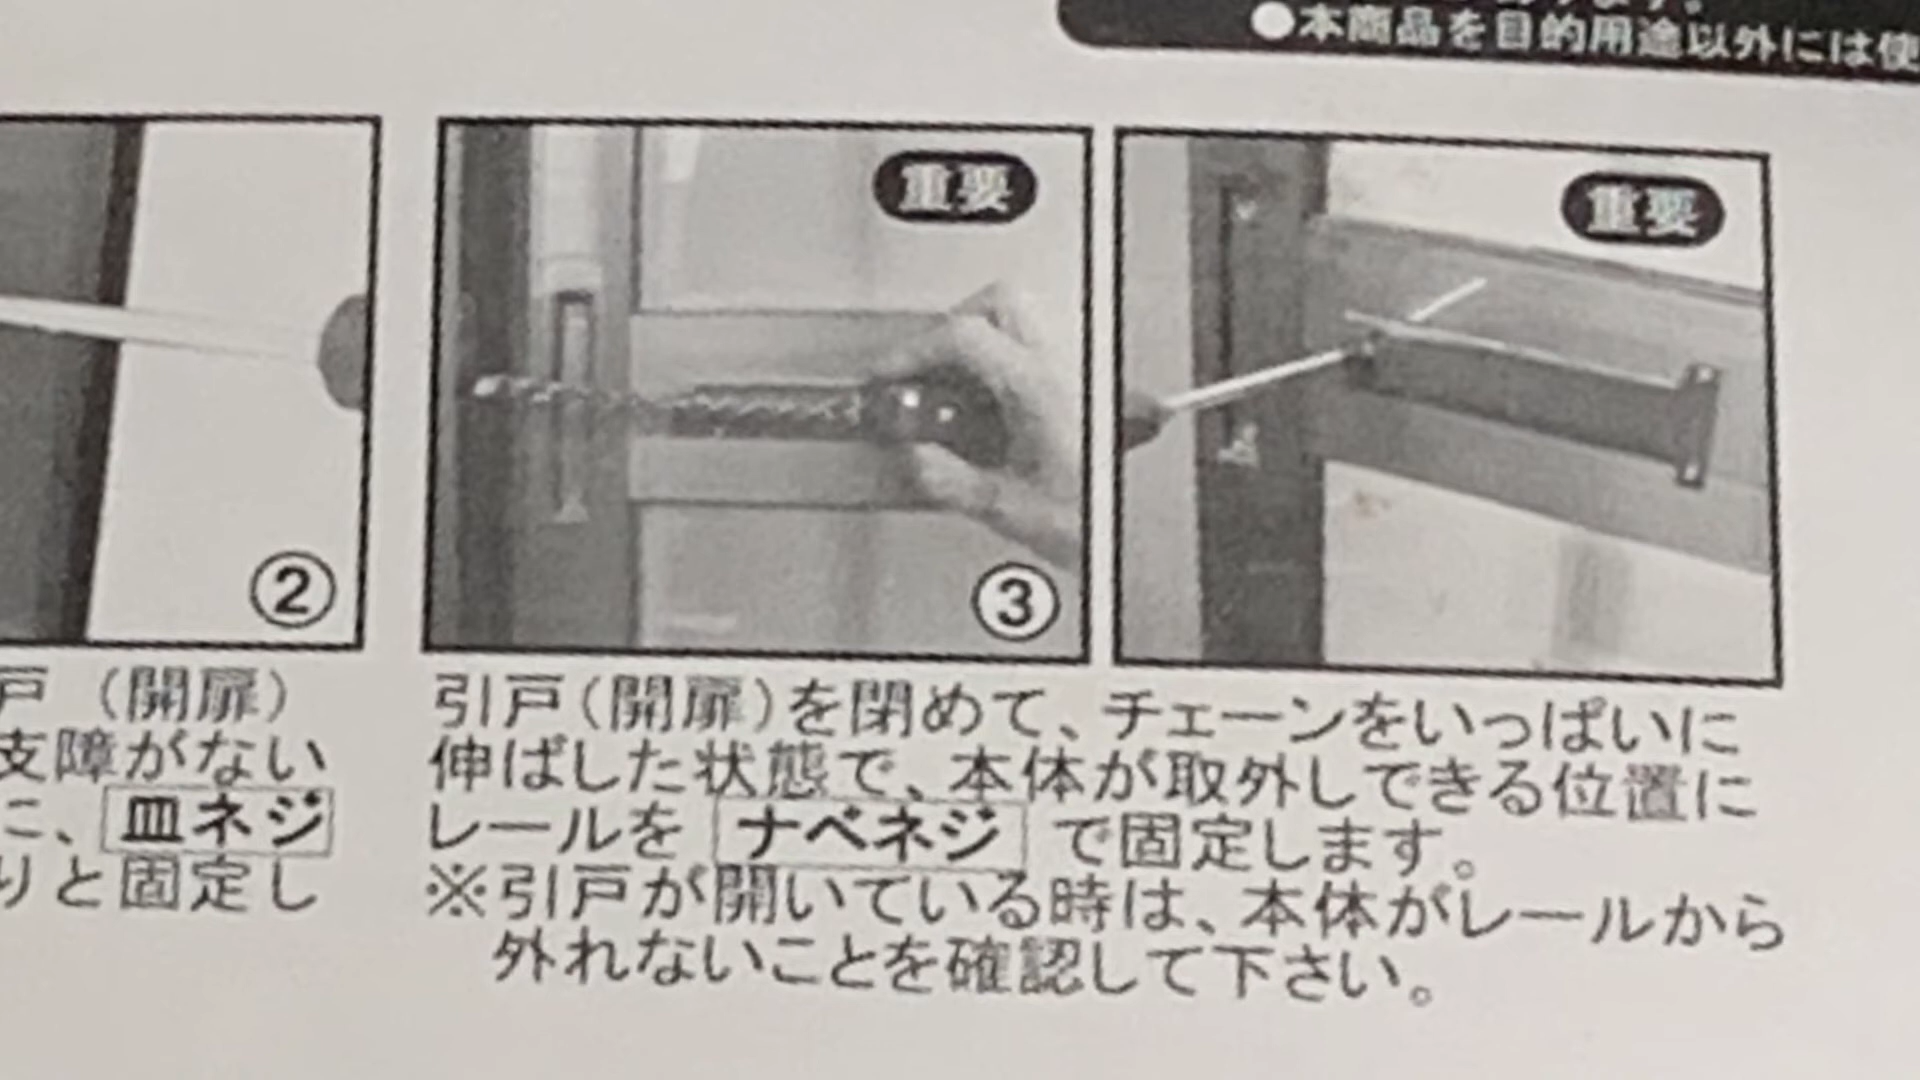 ります。
●本商品を目的用途以外には使
重要
重要
②
③
戸（開扉）
支障がない
に、皿ネジ
りと固定し
引戸（開扉）を閉めて、チェーンをいっぱいに
伸ばした状態で、本体が取外しできる位置に
レールを ナベネジ で固定します。
※引戸が開いている時は、本体がレールから
外れないことを確認して下さい。